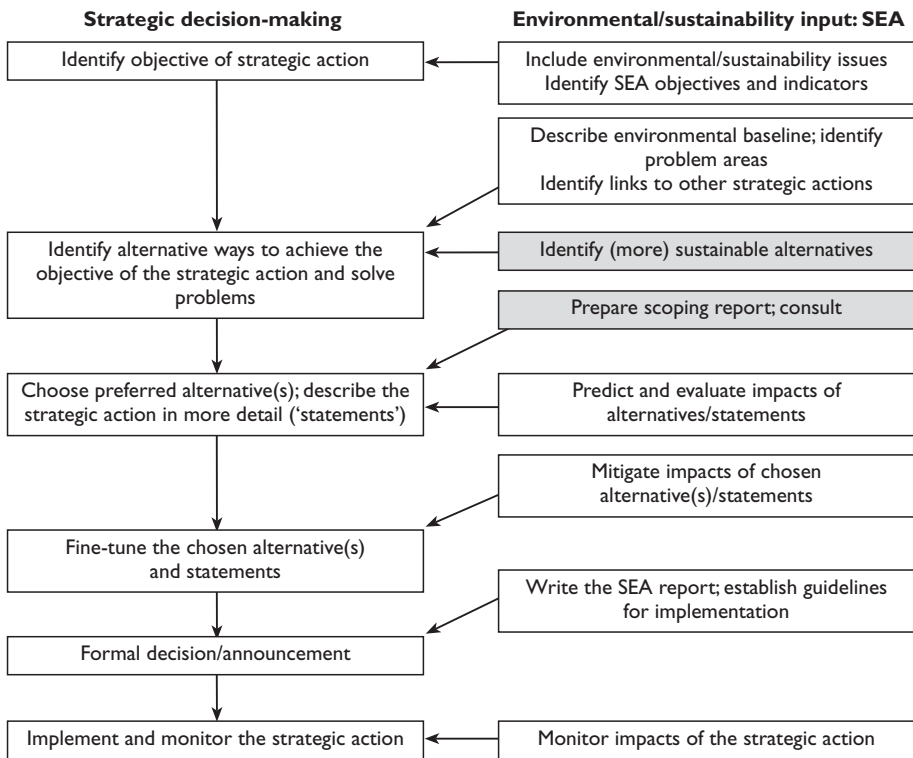 Strategic decision-making
Environmental/sustainability input: SEA
Identify objective of strategic action
Include environmental/sustainability issues
Identify SEA objectives and indicators
Describe environmental baseline; identify
problem areas
Identify links to other strategic actions
Identify alternative ways to achieve the
objective of the strategic action and solve
problems
Identify (more) sustainable alternatives
Prepare scoping report; consult
Choose preferred alternative(s); describe the
strategic action in more detail (‘statements’)
Predict and evaluate impacts of
alternatives/statements
Mitigate impacts of chosen
alternative(s)/statements
Fine-tune the chosen alternative(s)
and statements
Write the SEA report; establish guidelines
for implementation
Formal decision/announcement
Implement and monitor the strategic action
Monitor impacts of the strategic action